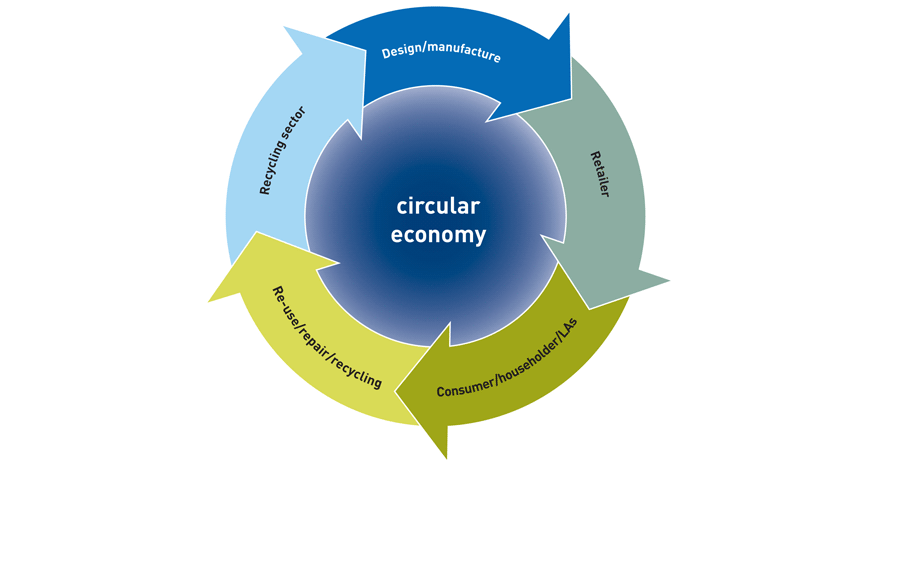 Design/manufacture
Retailer
Consumer/householder/LAs
Re-use/repair/recycling
Recycling sector
circular
economy